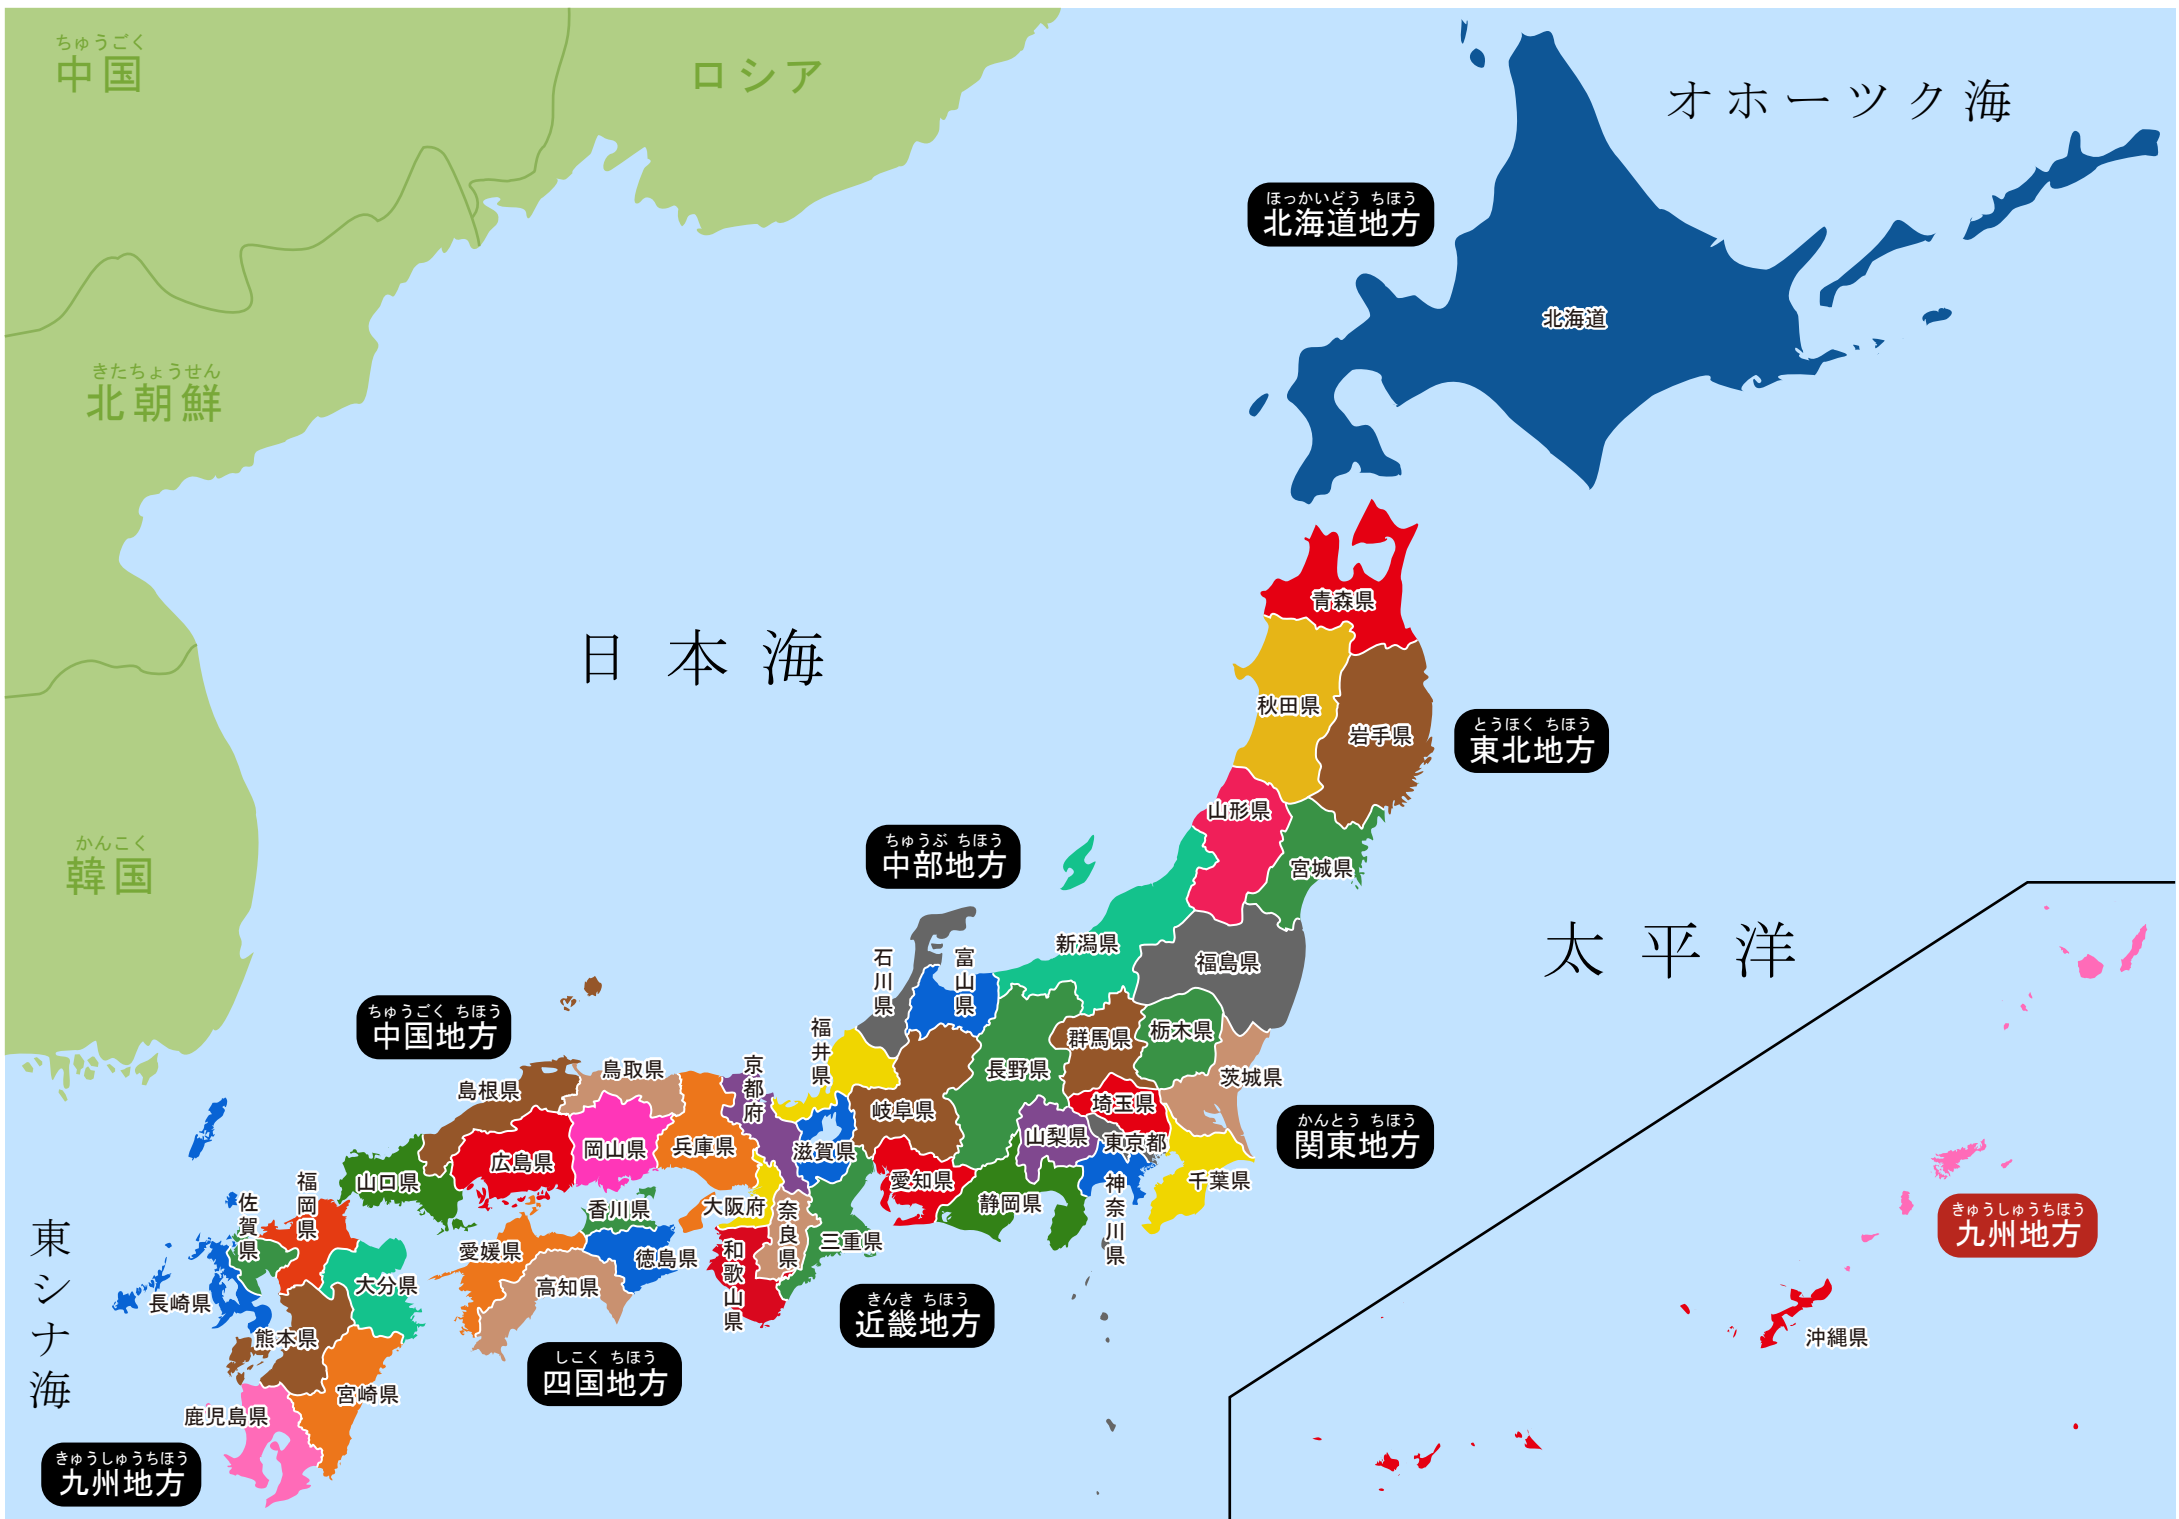 ちゅうごく
中国
ロシア
オホーツク海
ほっかいどう ちほう
北海道地方
北海道
きたちょうせん
北朝鮮
青森県
日本海
秋田県
岩手県
とうほく ちほう
東北地方
山形県
かんこく
韓国
ちゅうぶ ちほう
中部地方
宮城県
太平洋
新潟県
福島県
石川県
富山県
ちゅうごく ちほう
中国地方
福井県
群馬県
栃木県
京都府
鳥取県
長野県
茨城県
島根県
岐阜県
埼玉県
かんとう ちほう
関東地方
山梨県
東京都
岡山県
兵庫県
滋賀県
広島県
山口県
愛知県
千葉県
福岡県
佐賀県
香川県
大阪府
奈良県
静岡県
神奈川県
きゅうしゅうちほう
九州地方
東シナ海
愛媛県
徳島県
和歌山県
三重県
大分県
高知県
長崎県
きんき ちほう
近畿地方
熊本県
沖縄県
しこく ちほう
四国地方
宮崎県
鹿児島県
きゅうしゅうちほう
九州地方